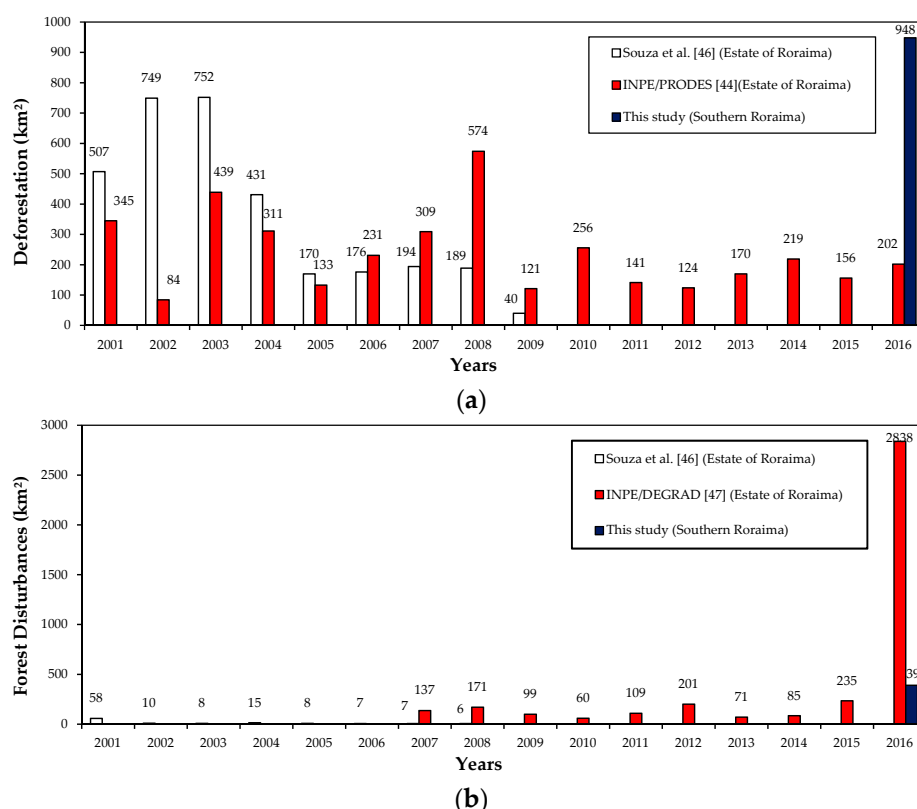 1000
900
800
700
600
500
400
300
200
100
0
Deforestation (km²)
948
Souza et al. [46] (Estate of Roraima)
INPE/PRODES [44](Estate of Roraima)
This study (Southern Roraima)
507 345 749 84 752 439 431 311 170 133 176 231 194 309 189 574 40 121 256 141 124 170 219 156 202
2001 2002 2003 2004 2005 2006 2007 2008 2009 2010 2011 2012 2013 2014 2015 2016
Years
(a)
3000
2500
2000
1500
1000
500
0
Forest Disturbances (km²)
2838
Souza et al. [46] (Estate of Roraima)
INPE/DEGRAD [47] (Estate of Roraima)
This study (Southern Roraima)
58 10 8 15 8 7 7 137 6 171 99 60 109 201 71 85 235 39
2001 2002 2003 2004 2005 2006 2007 2008 2009 2010 2011 2012 2013 2014 2015 2016
Years
(b)